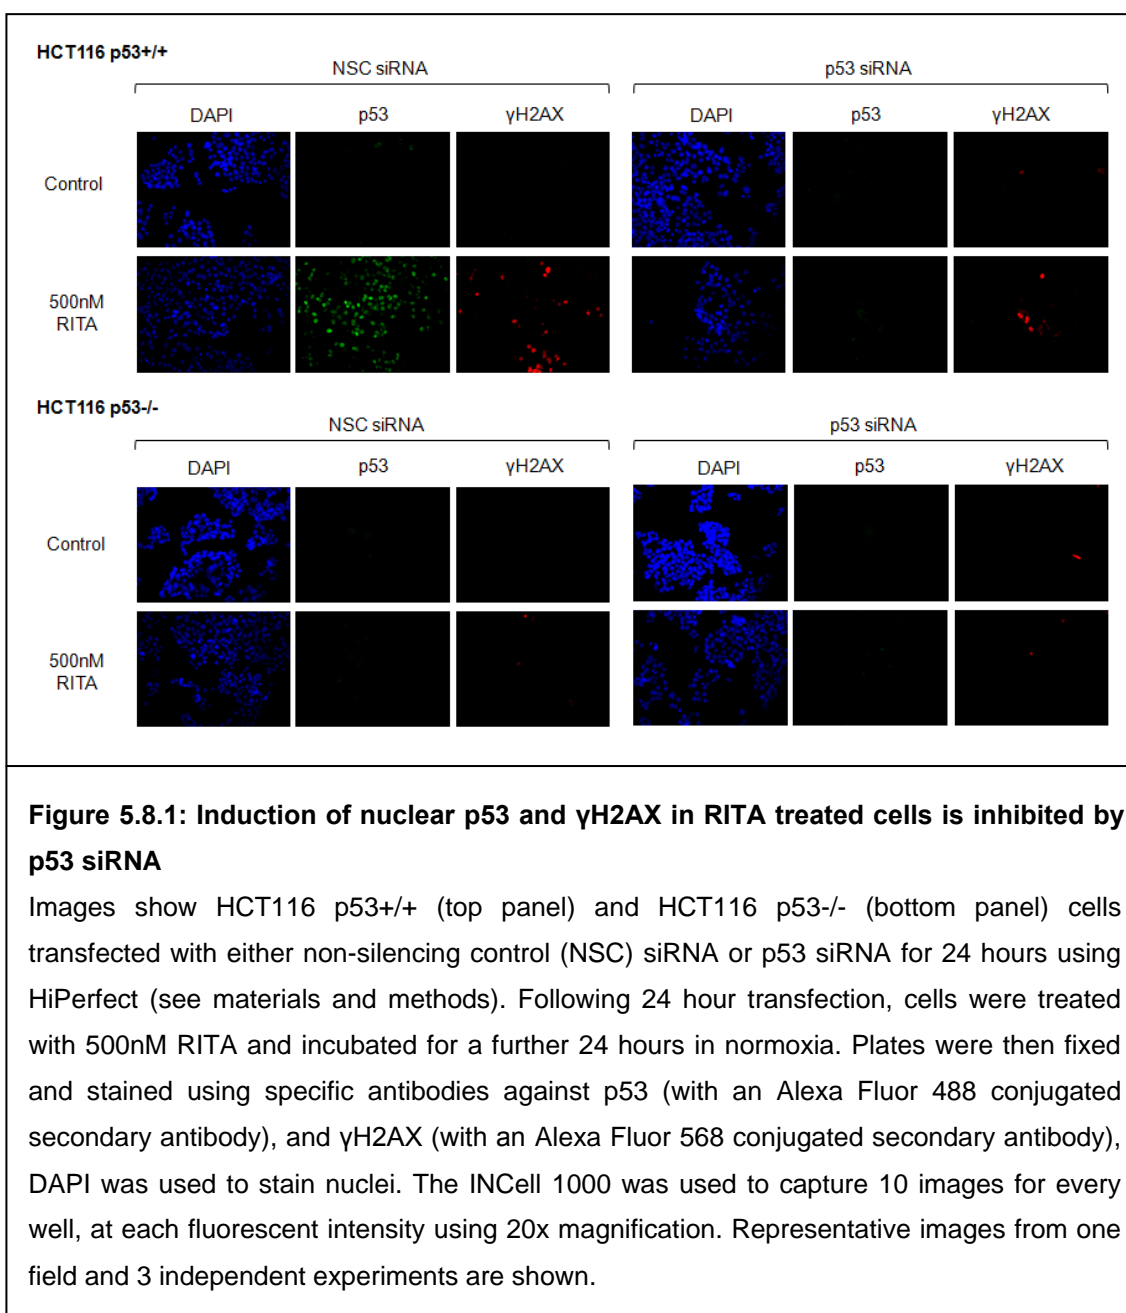 HCT116 p53+/+
NSC siRNA
p53 siRNA
DAPI p53 γH2AX DAPI p53 γH2AX
Control
500nM
RITA
HCT116 p53-/-
NSC siRNA
p53 siRNA
DAPI p53 γH2AX DAPI p53 γH2AX
Control
500nM
RITA
Figure 5.8.1: Induction of nuclear p53 and γH2AX in RITA treated cells is inhibited by
p53 siRNA
Images show HCT116 p53+/+ (top panel) and HCT116 p53-/- (bottom panel) cells
transfected with either non-silencing control (NSC) siRNA or p53 siRNA for 24 hours using
HiPerfect (see materials and methods). Following 24 hour transfection, cells were treated
with 500nM RITA and incubated for a further 24 hours in normoxia. Plates were then fixed
and stained using specific antibodies against p53 (with an Alexa Fluor 488 conjugated
secondary antibody), and γH2AX (with an Alexa Fluor 568 conjugated secondary antibody),
DAPI was used to stain nuclei. The INCell 1000 was used to capture 10 images for every
well, at each fluorescent intensity using 20x magnification. Representative images from one
field and 3 independent experiments are shown.